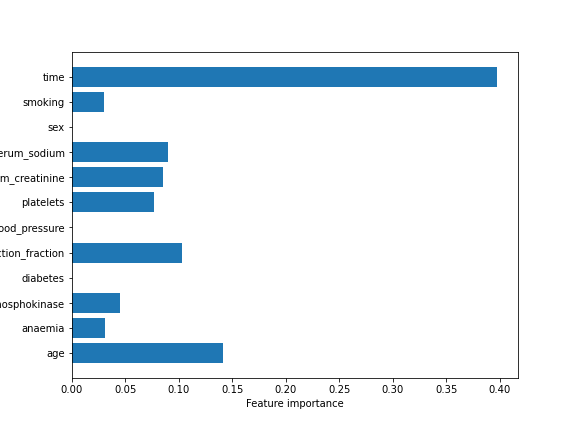 time
smoking
sex
erum_sodium
m_creatinine
platelets
ood_pressure
ction_fraction
diabetes
hosphokinase
anaemia
age
0.00 0.05 0.10 0.15 0.20 0.25 0.30 0.35 0.40
Feature importance